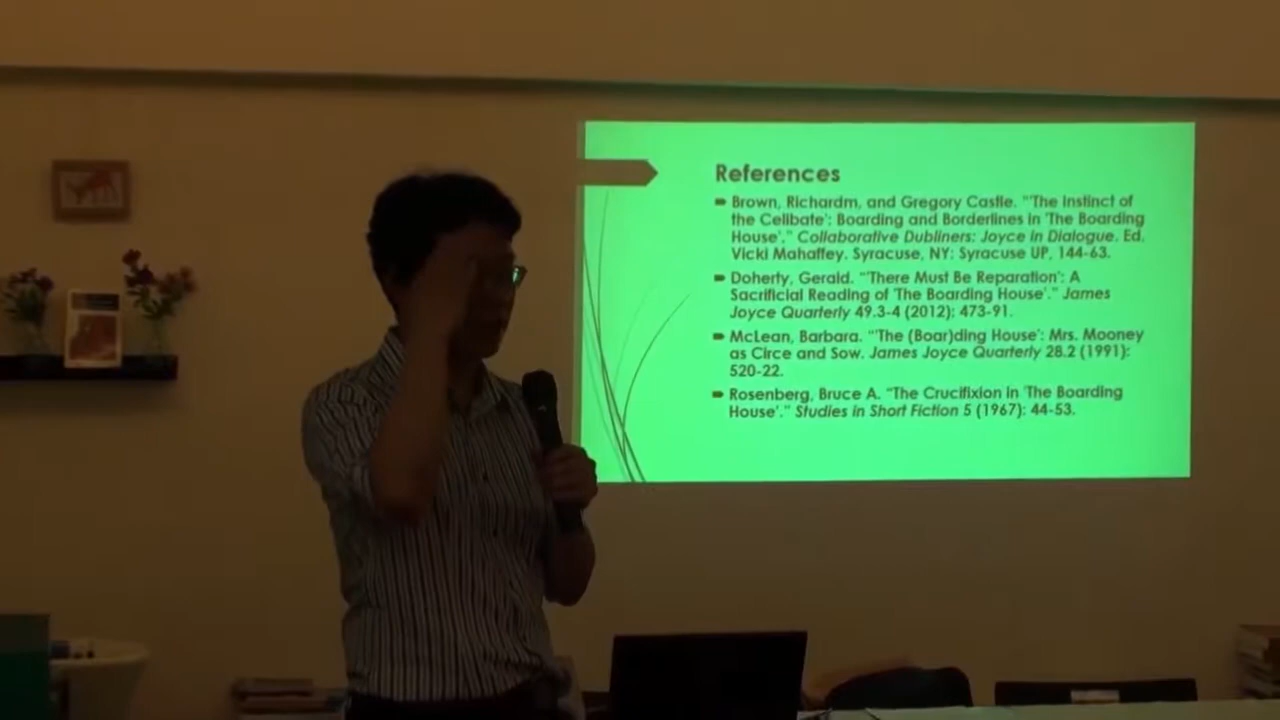 References
Brown, Richardm, and Gregory Castle. "'The Instinct of
the Celibate': Boarding and Borderlines in 'The Boarding
House'." Collaborative Dubliners: Joyce in Dialogue. Ed.
Vicki Mahaffey. Syracuse, NY: Syracuse UP, 144-63.
Doherty, Gerald. "'There Must Be Reparation': A
Sacrificial Reading of 'The Boarding House'." James
Joyce Quarterly 49.3-4 (2012): 473-91.
McLean, Barbara. "'The (Boar)ding House': Mrs. Mooney
as Circe and Sow. James Joyce Quarterly 28.2 (1991):
520-22.
Rosenberg, Bruce A. "The Crucifixion in 'The Boarding
House'." Studies in Short Fiction 5 (1967): 44-53.